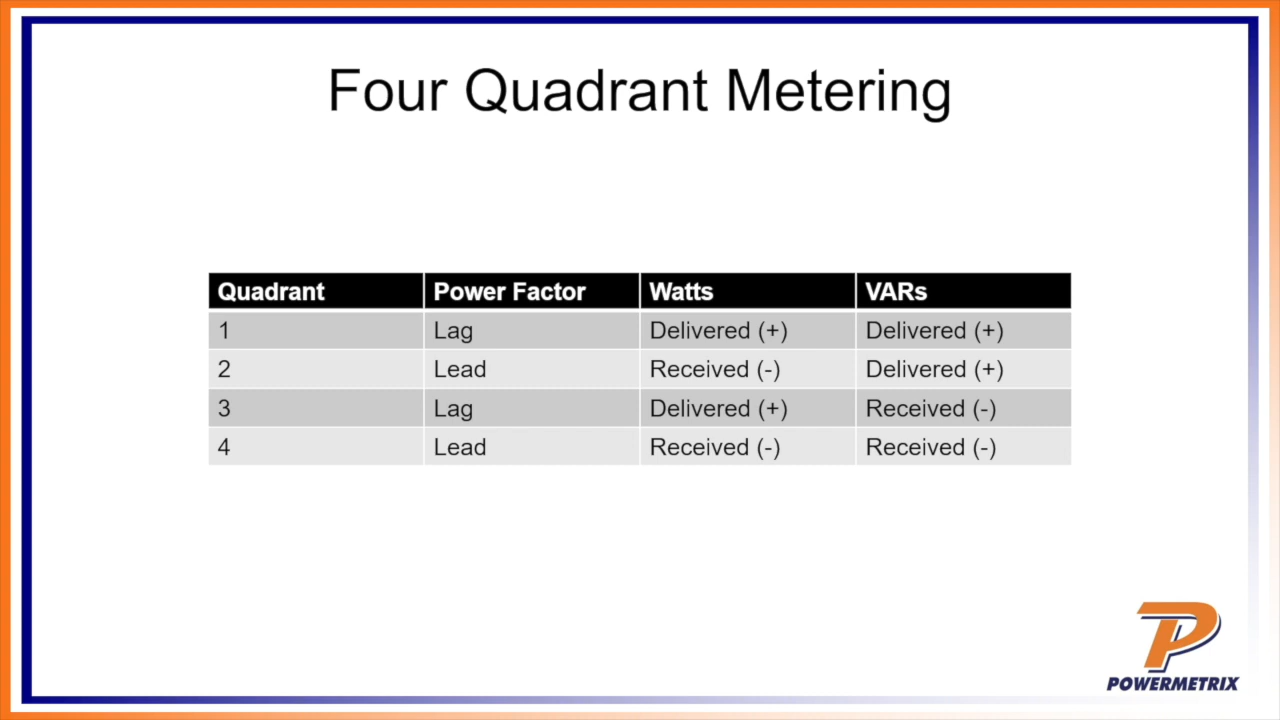 Four Quadrant Metering
Quadrant Power Factor Watts VARs
1 Lag Delivered (+) Delivered (+)
2 Lead Received (-) Delivered (+)
3 Lag Delivered (+) Received (-)
4 Lead Received (-) Received (-)
POWERMETRIX